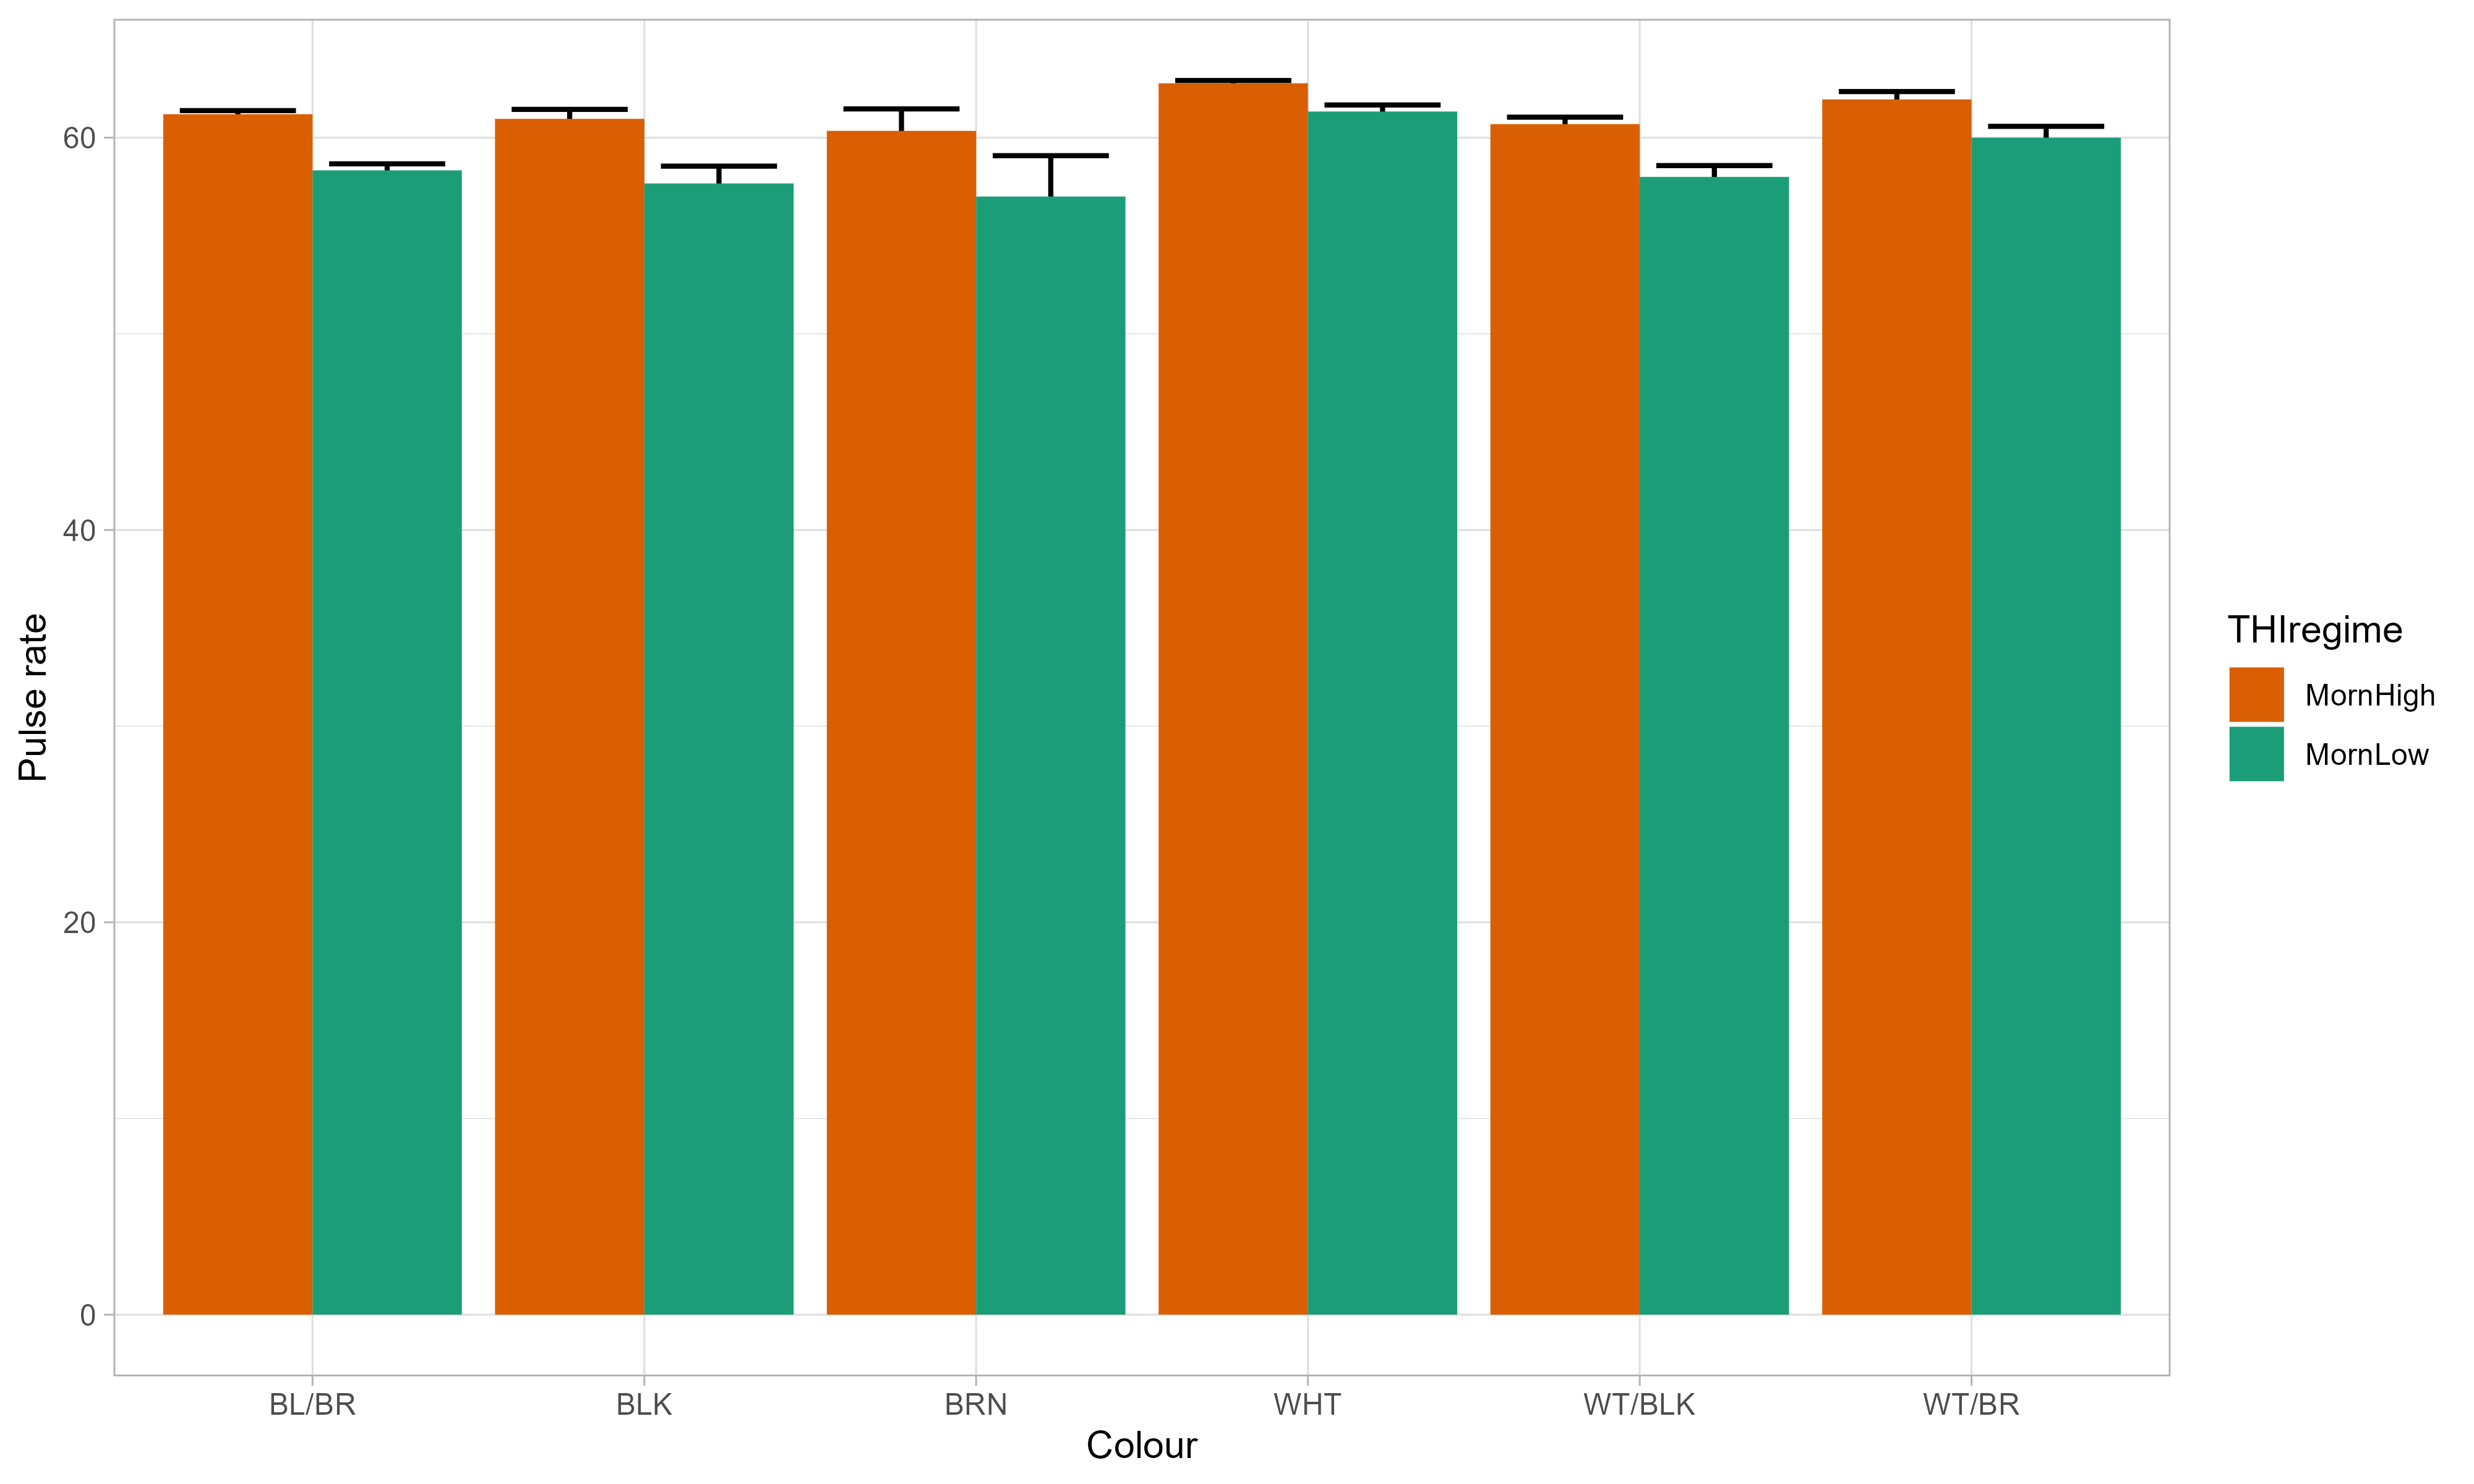 60
40
20
0
Pulse rate
BL/BR BLK BRN WHT WT/BLK WT/BR
Colour
THIregime
MornHigh
MornLow